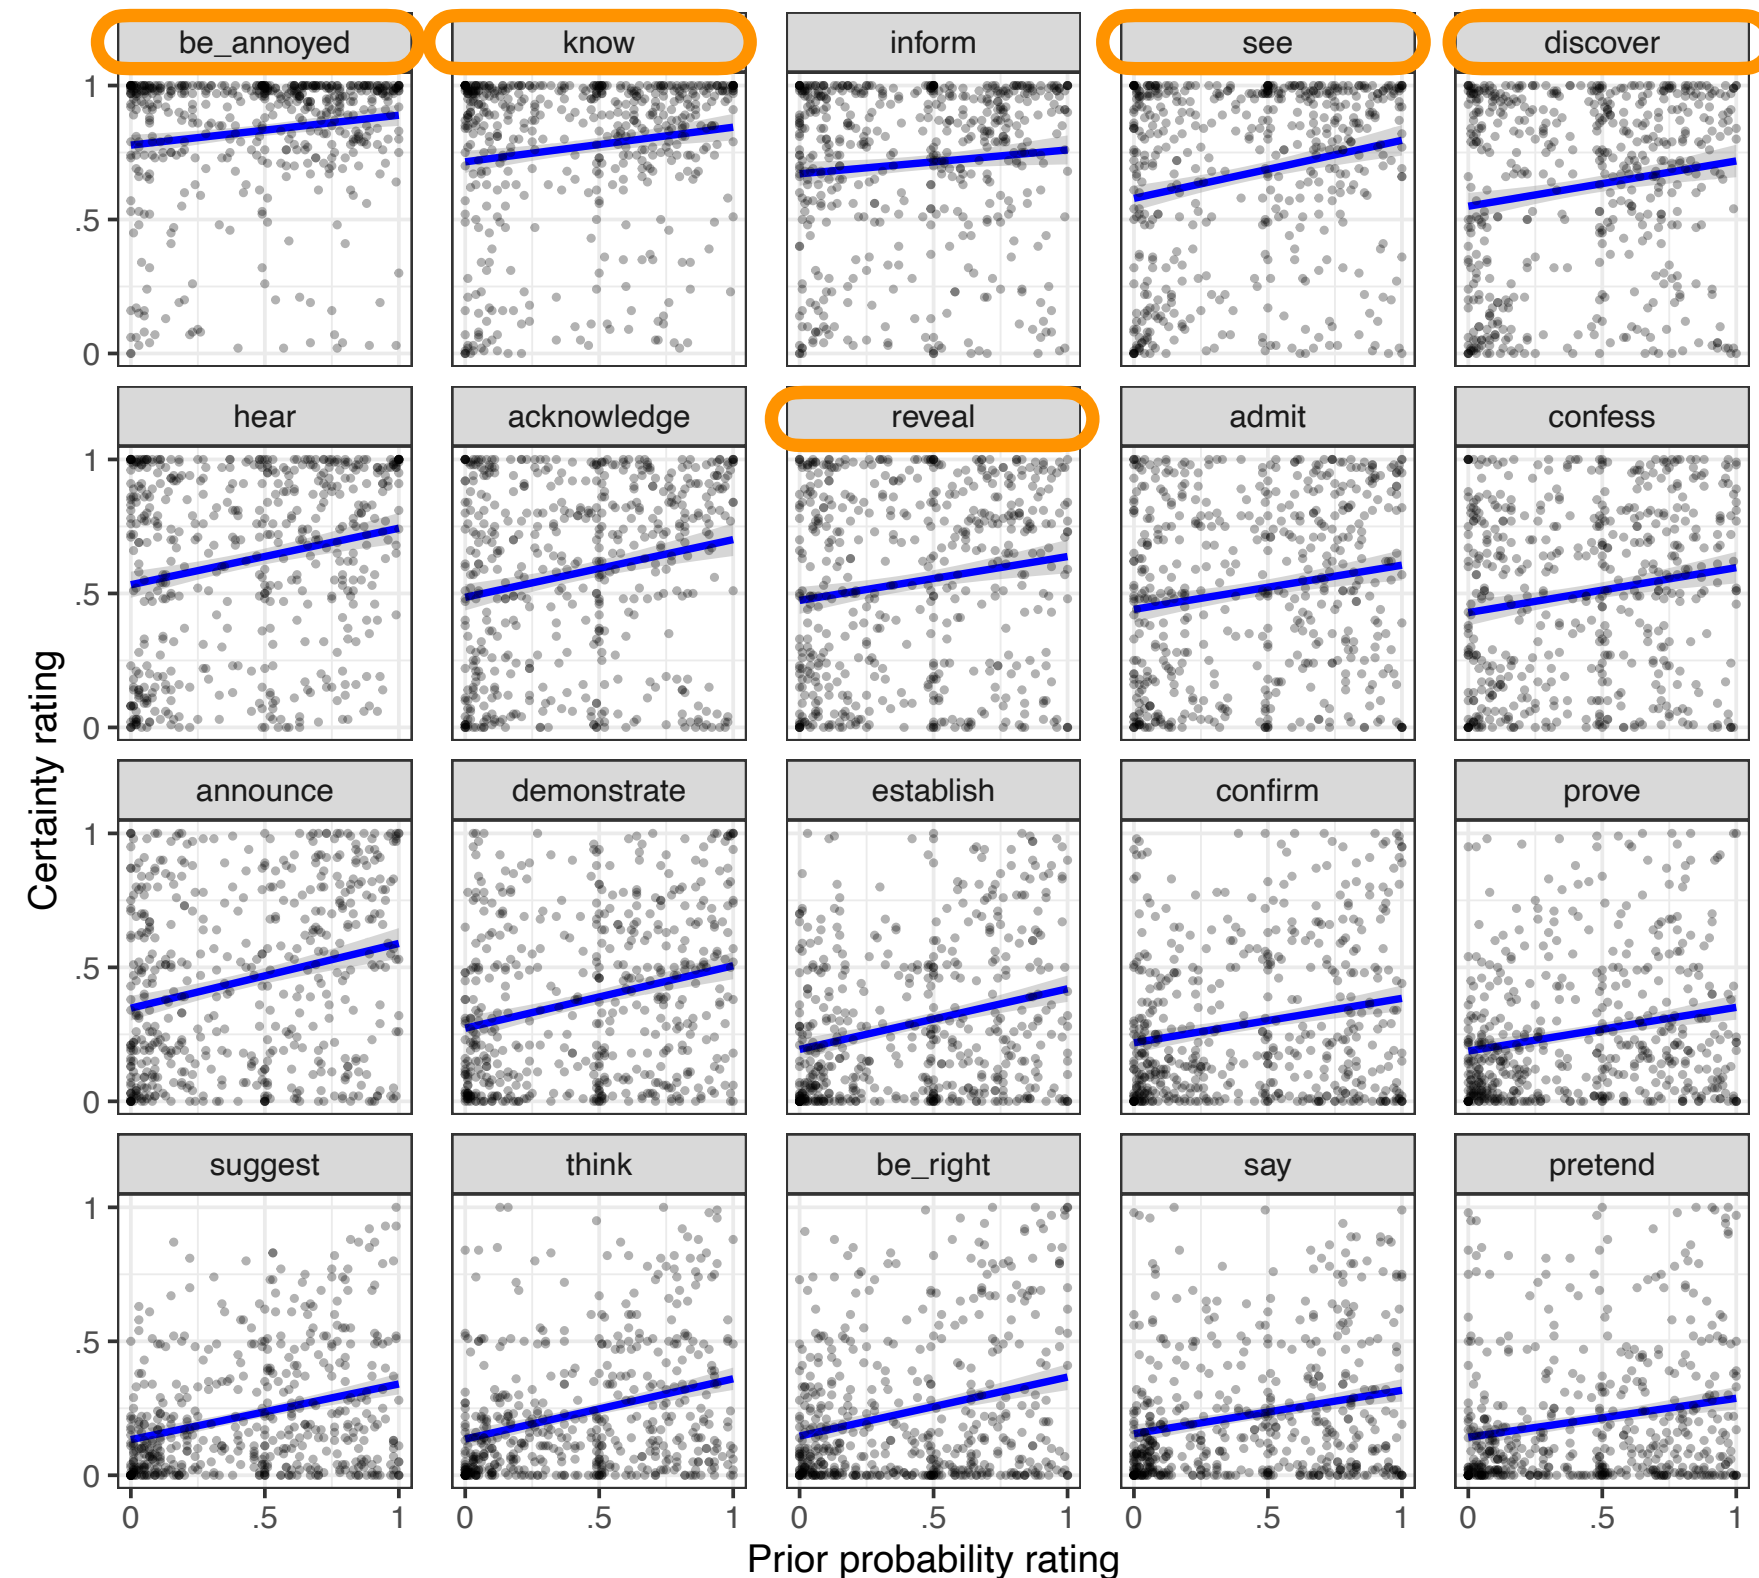 be_annoyed know inform see discover
1
.5
0
hear acknowledge reveal admit confess
1
.5
0
announce demonstrate establish confirm prove
1
.5
0
suggest think be_right say pretend
1
.5
0
0 .5 1 0 .5 1 0 .5 1 0 .5 1 0 .5 1
Prior probability rating
Certainty rating